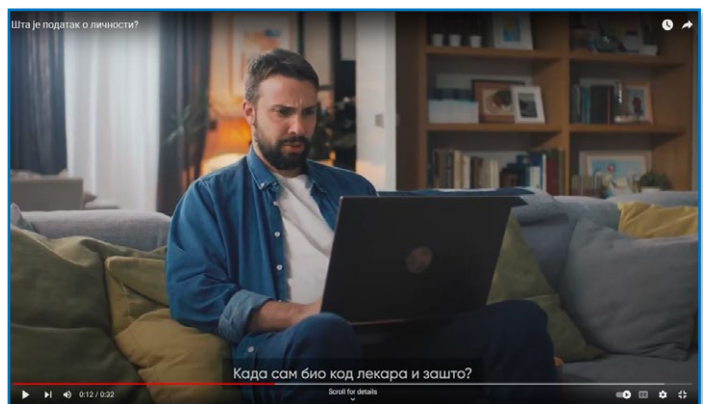 Шта је податак о личности?
Када сам био код лекара и зашто?
0:12 / 0:32
Scroll for details